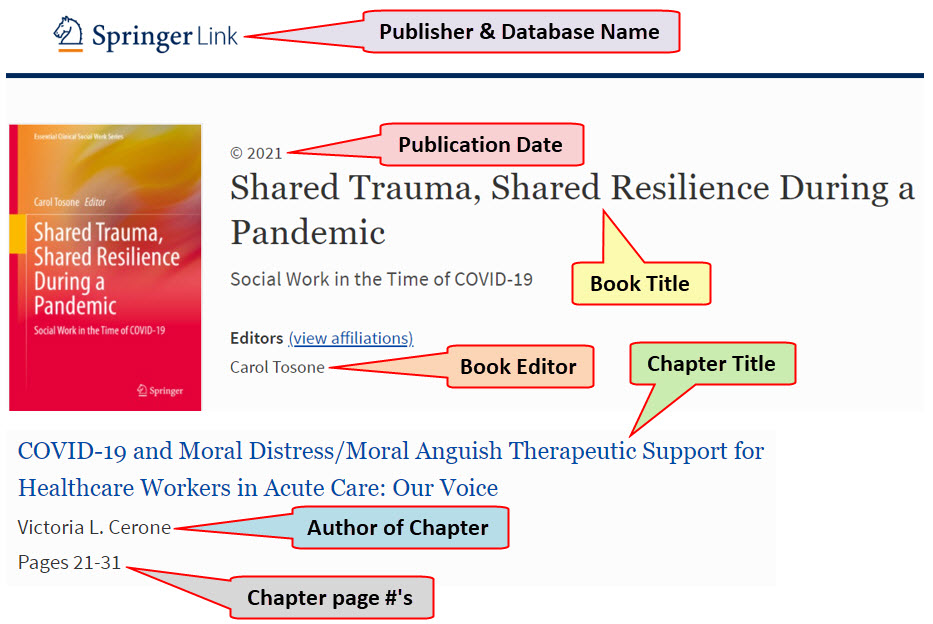 Springer Link
Publisher & Database Name
Essential Clinical Social Work Series
Carol Tosone Editor
Shared Trauma,
Shared Resilience
During a
Pandemic
Social Work in the Time of COVID-19
Springer
© 2021
Publication Date
Shared Trauma, Shared Resilience During a
Pandemic
Social Work in the Time of COVID-19
Book Title
Editors (view affiliations)
Carol Tosone
Book Editor
Chapter Title
COVID-19 and Moral Distress/Moral Anguish Therapeutic Support for
Healthcare Workers in Acute Care: Our Voice
Victoria L. Cerone
Author of Chapter
Pages 21-31
Chapter page #'s